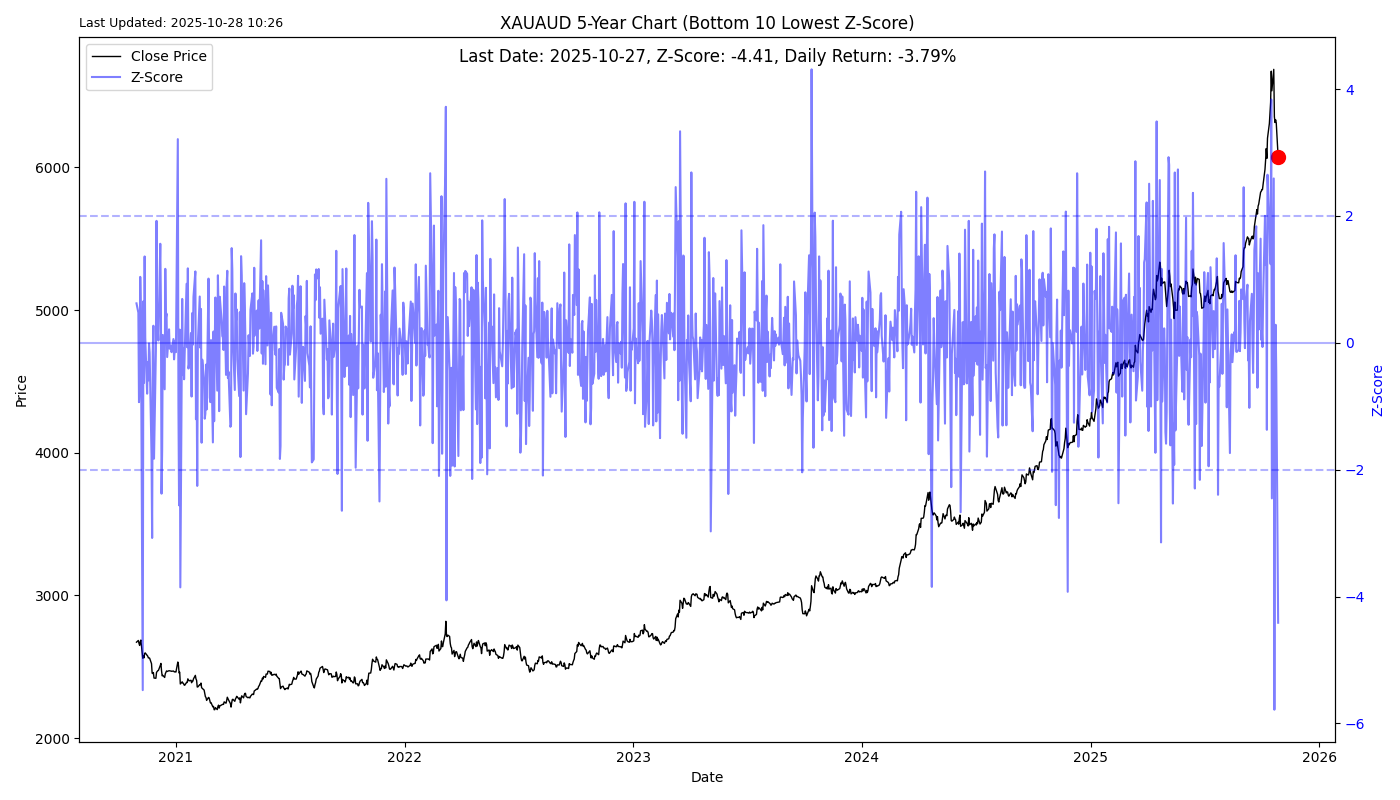 Last Updated: 2025-10-28 10:26
XAUAUD 5-Year Chart (Bottom 10 Lowest Z-Score)
Last Date: 2025-10-27, Z-Score: -4.41, Daily Return: -3.79%
Close Price
Z-Score
Price
6000
5000
4000
3000
2000
4
2
0
−2
−4
−6
Z-Score
2021
2022
2023
2024
2025
2026
Date